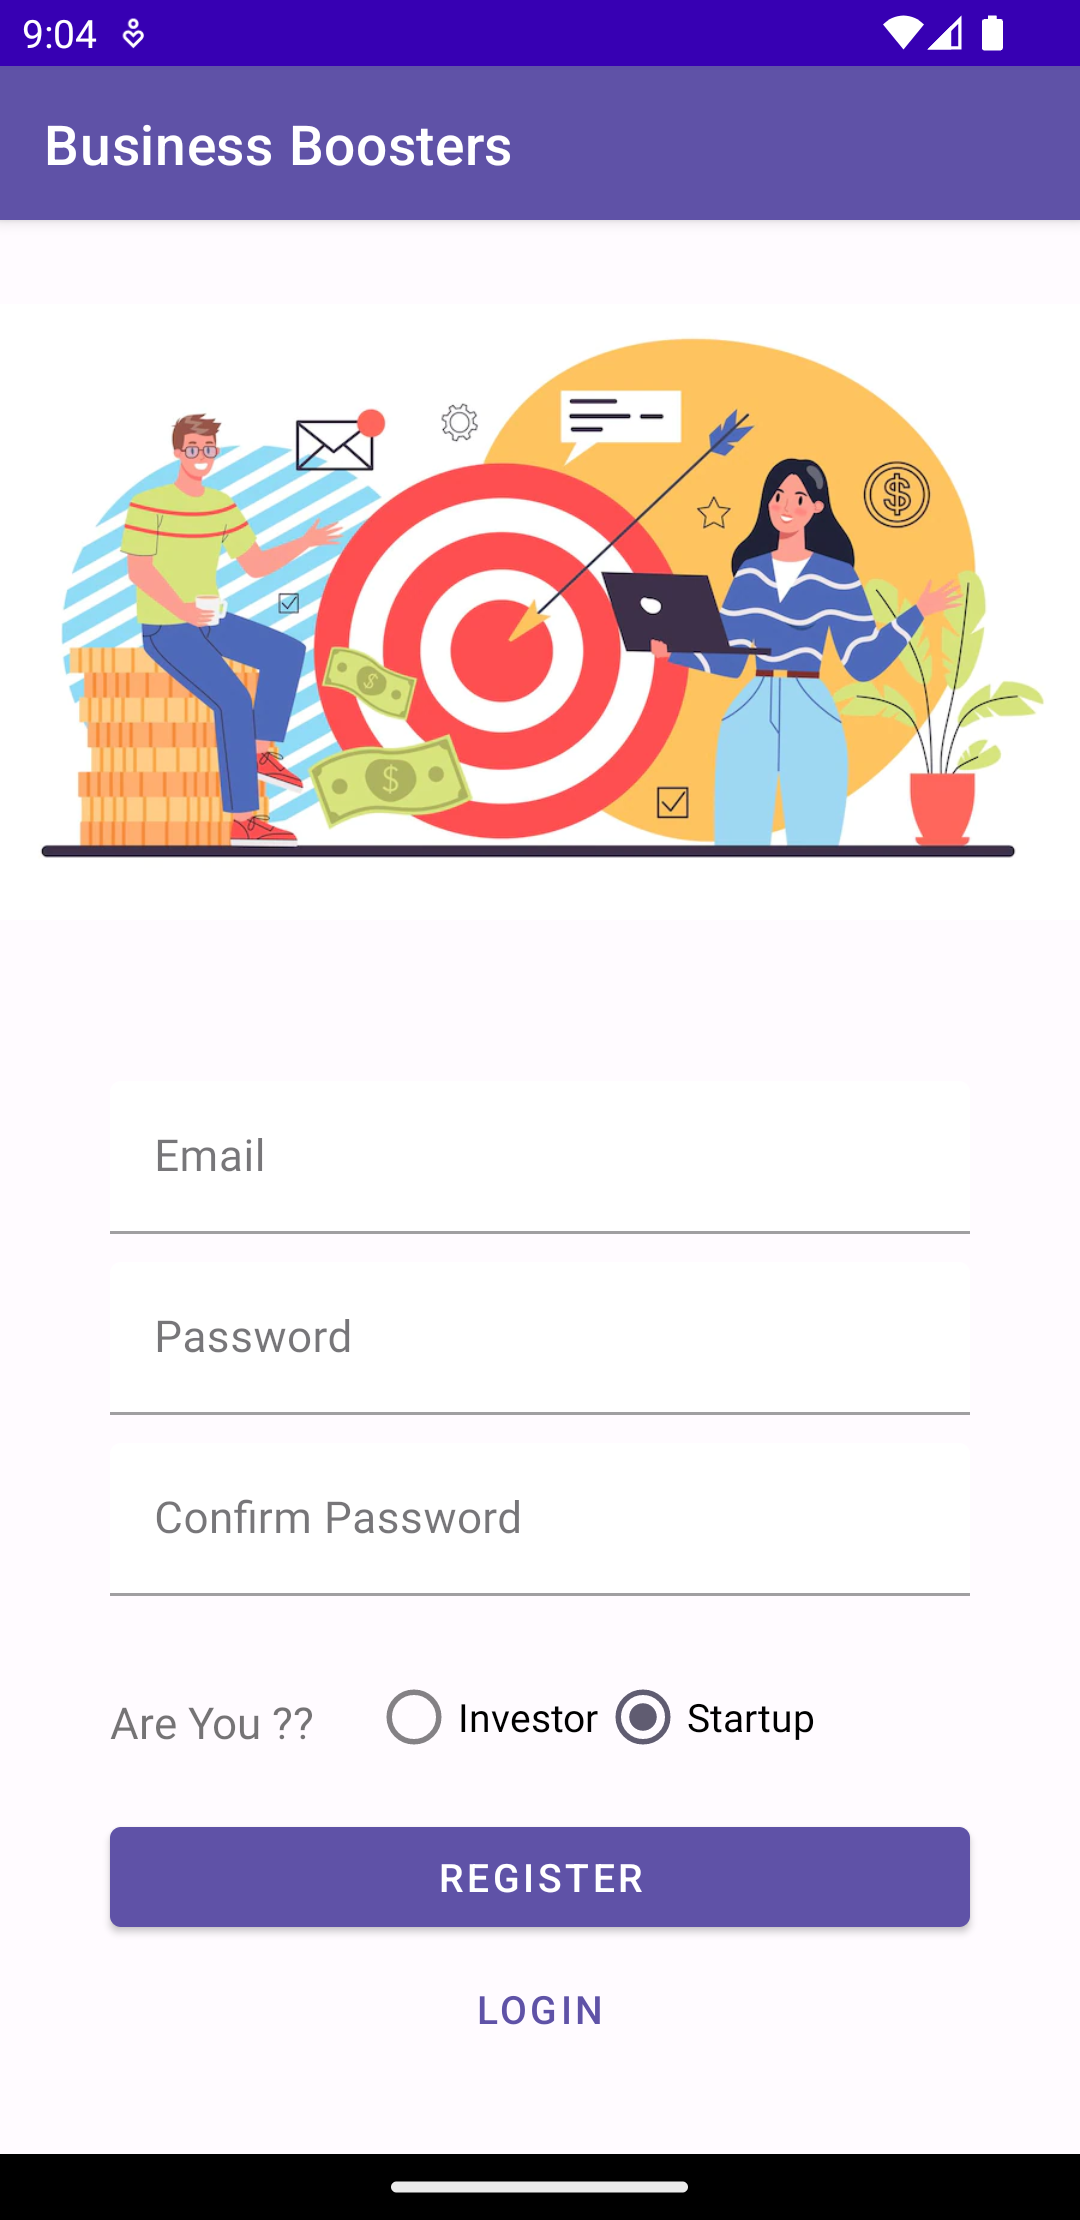 9:04
Business Boosters
$
$
$
Email
Password
Confirm Password
Are You ?? Investor Startup
REGISTER
LOGIN